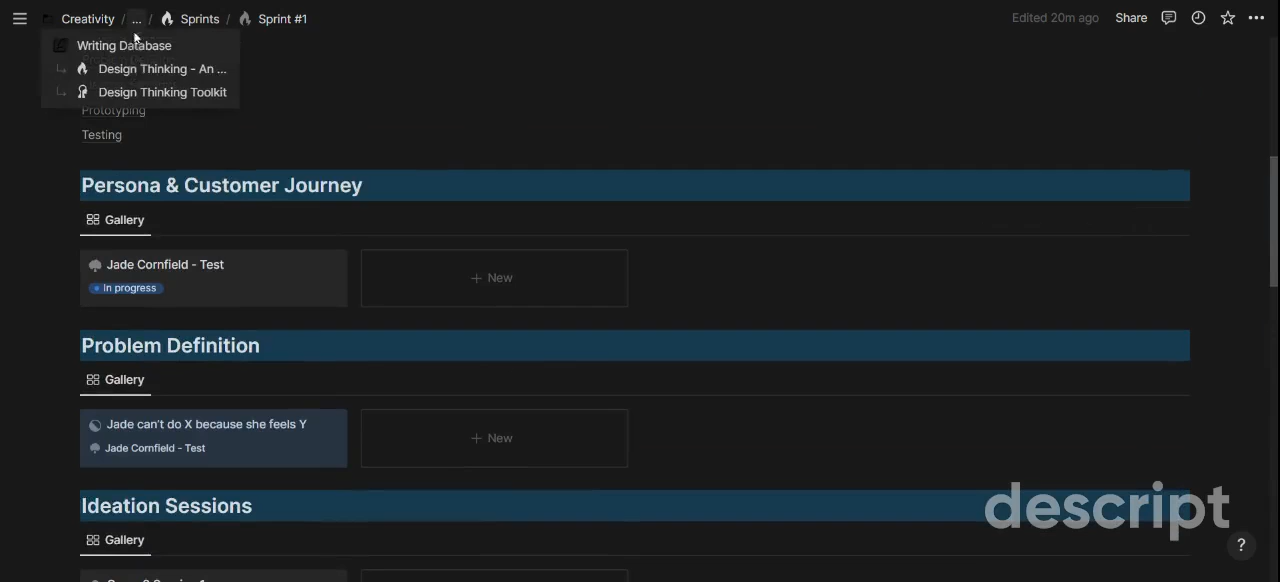 Creativity / ... / Sprints / Sprint #1
Edited 20m ago Share
Writing Database
Design Thinking - An ...
Design Thinking Toolkit
Prototyping
Testing
Persona & Customer Journey
Gallery
Jade Cornfield - Test
In progress
+ New
Problem Definition
Gallery
Jade can't do X because she feels Y
Jade Cornfield - Test
+ New
Ideation Sessions
Gallery
descript
?